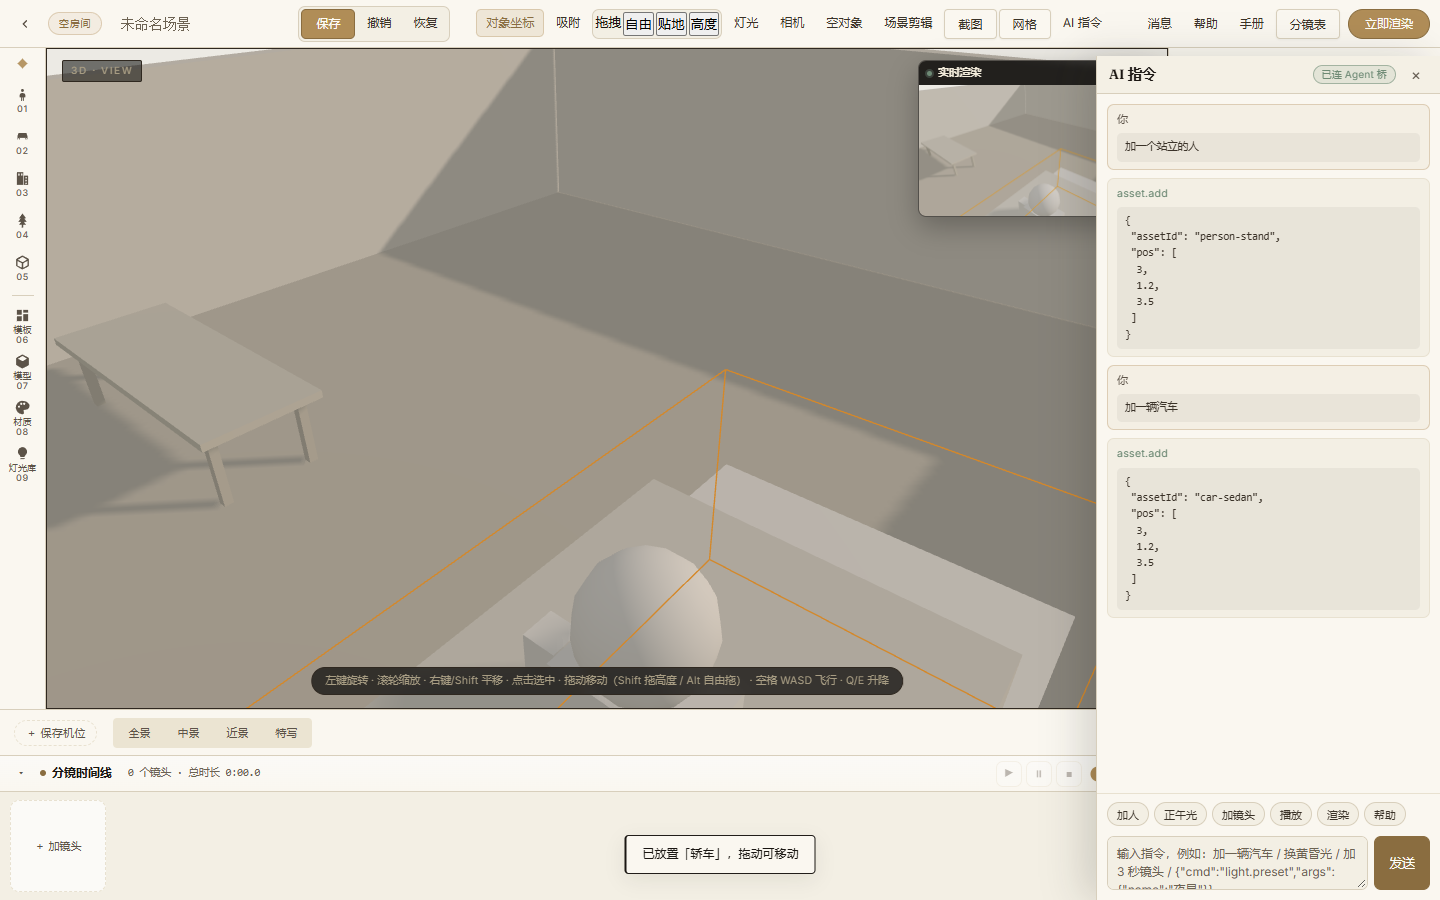 空房间
未命名场景
保存
撤销
恢复
对象坐标
吸附
拖拽
自由
贴地
高度
灯光
相机
空对象
场景剪辑
截图
网格
AI 指令
消息
帮助
手册
分镜表
立即渲染
01
02
03
04
05
模板
06
模型
07
材质
08
灯光库
09
3D · VIEW
实时渲染
左键旋转 · 滚轮缩放 · 右键/Shift 平移 · 点击选中 · 拖动移动（Shift 拖高度 / Alt 自由拖） · 空格 WASD 飞行 · Q/E 升降
+ 保存机位
全景
中景
近景
特写
分镜时间线
0 个镜头 · 总时长 0:00.0
+ 加镜头
已放置「轿车」，拖动可移动
AI 指令
已连 Agent 桥
你
加一个站立的人
asset.add
{
"assetId": "person-stand",
"pos": [
3,
1.2,
3.5
]
}
你
加一辆汽车
asset.add
{
"assetId": "car-sedan",
"pos": [
3,
1.2,
3.5
]
}
加人
正午光
加镜头
播放
渲染
帮助
输入指令，例如：加一辆汽车 / 换黄昏光 / 加
3 秒镜头 / {"cmd":"light.preset","args":
{"name":"夜景"}}
发送